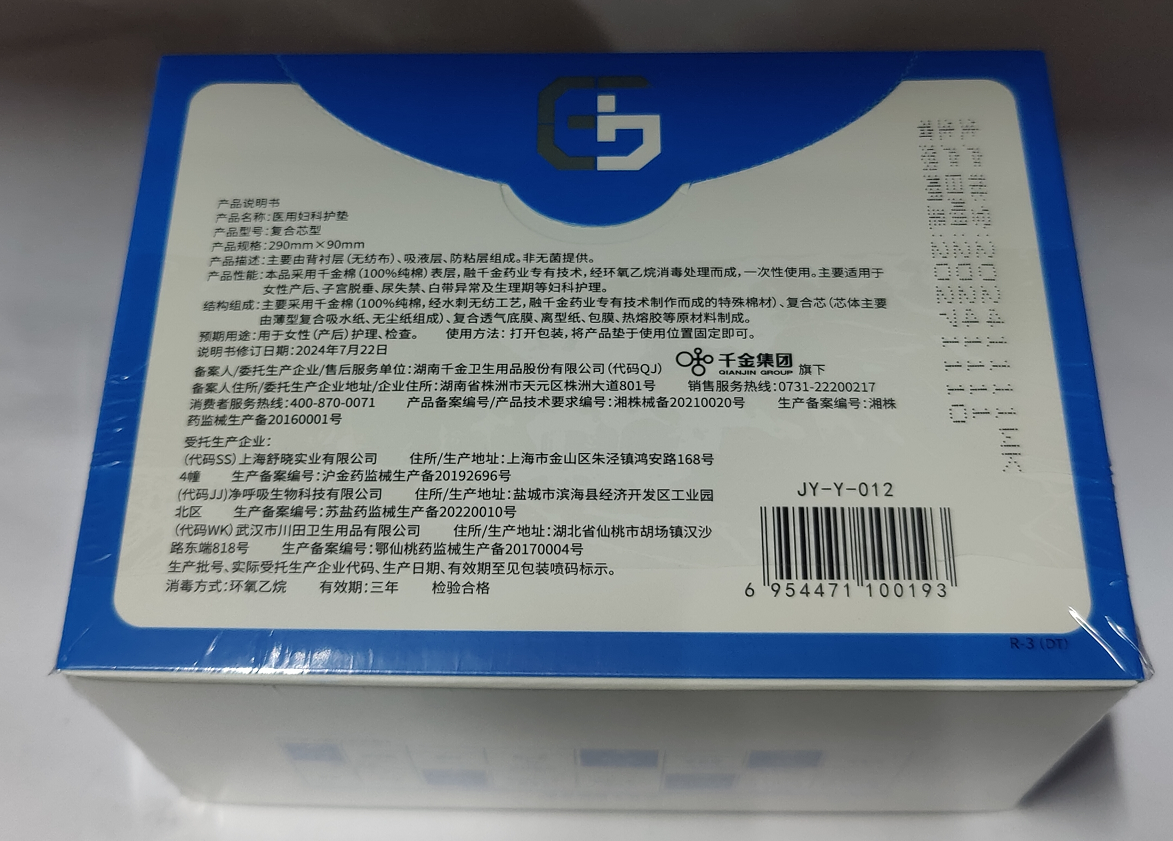 产品说明书
产品名称：医用妇科护垫
产品型号：复合芯型
产品规格：290mm×90mm
产品描述：主要由背衬层(无纺布)、吸液层、防粘层组成。非无菌提供。
产品性能：本品采用千金棉(100%纯棉)表层，融千金药业专有技术，经环氧乙烷消毒处理而成，一次性使用。主要适用于
女性产后、子宫脱垂、尿失禁、白带异常及生理期等妇科护理。
结构组成：主要采用千金棉(100%纯棉，经水刺无纺工艺，融千金药业专有技术制作而成的特殊棉材)、复合芯(芯体主要
由薄型复合吸水纸、无尘纸组成)、复合透气底膜、离型纸、包膜、热熔胶等原材料制成。
预期用途：用于女性(产后)护理、检查。 使用方法：打开包装，将产品垫于使用位置固定即可。
说明书修订日期：2024年7月22日
千金集团 旗下
QIANJIN GROUP
备案人/委托生产企业/售后服务单位：湖南千金卫生用品股份有限公司(代码QJ)
备案人住所/委托生产企业地址/企业住所：湖南省株洲市天元区株洲大道801号 销售服务热线：0731-22200217
消费者服务热线：400-870-0071 产品备案编号/产品技术要求编号：湘株械备20210020号 生产备案编号：湘株
药监械生产备20160001号
受托生产企业：
(代码SS)上海舒晓实业有限公司 住所/生产地址：上海市金山区朱泾镇鸿安路168号
4幢 生产备案编号：沪金药监械生产备20192696号
(代码JJ)净呼吸生物科技有限公司 住所/生产地址：盐城市滨海县经济开发区工业园
北区 生产备案编号：苏盐药监械生产备20220010号
(代码WK)武汉市川田卫生用品有限公司 住所/生产地址：湖北省仙桃市胡场镇汉沙
路东端818号 生产备案编号：鄂仙桃药监械生产备20170004号
生产批号、实际受托生产企业代码、生产日期、有效期至见包装喷码标示。
消毒方式：环氧乙烷 有效期：三年 检验合格
JY-Y-012
6 954471 100193
R-3 (DT)